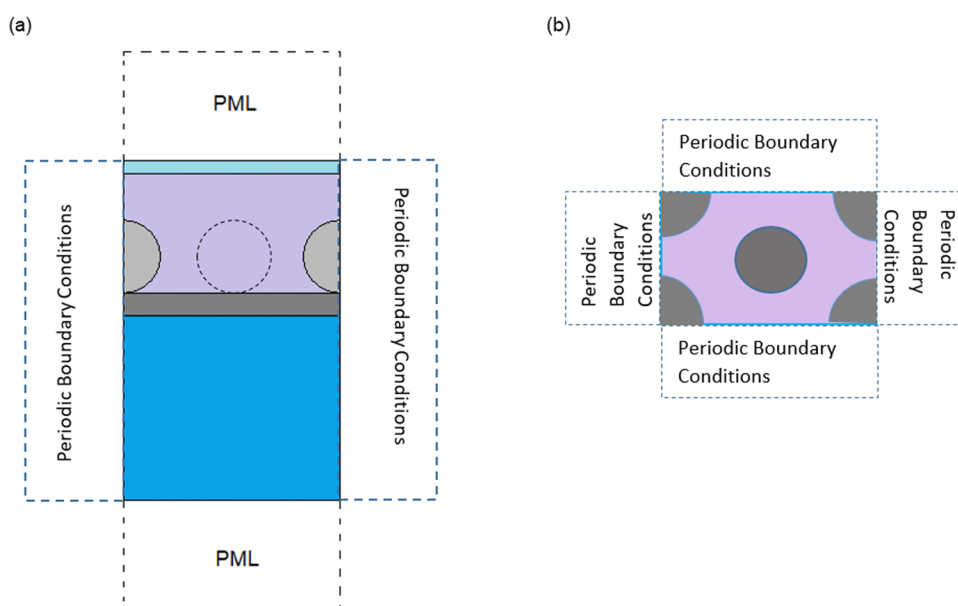 (a)
PML
Periodic Boundary Conditions
Periodic Boundary Conditions
PML
(b)
Periodic Boundary
Conditions
Periodic
Boundary
Conditions
Periodic
Boundary
Conditions
Periodic Boundary
Conditions